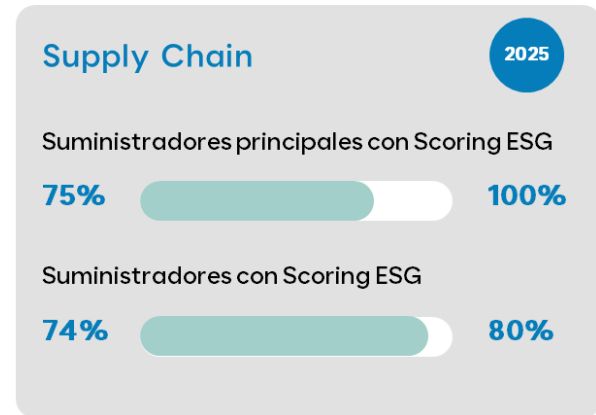 Supply Chain
2025
Suministradores principales con Scoring ESG
75%
100%
Suministradores con Scoring ESG
74%
80%